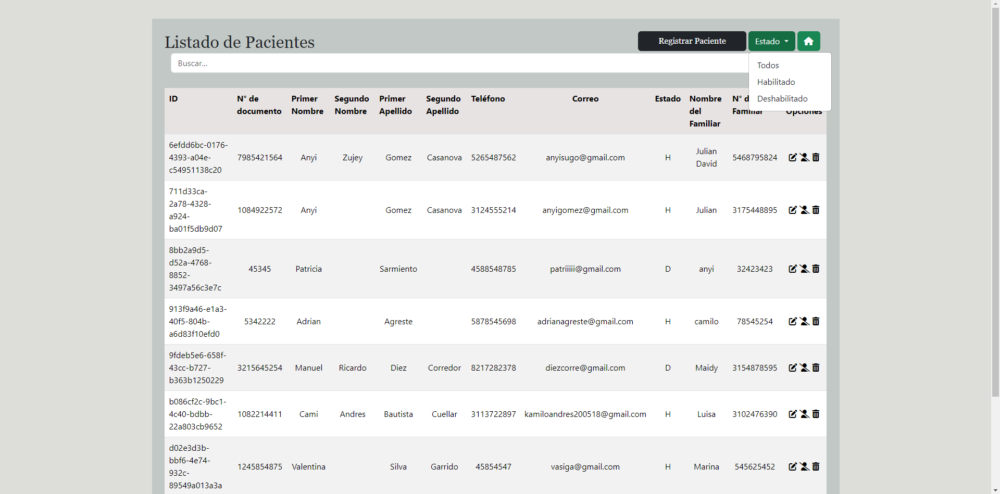 Listado de Pacientes
Registrar Paciente
Estado
Buscar...
Todos
Habilitado
Deshabilitado
ID N° de documento Primer Nombre Segundo Nombre Primer Apellido Segundo Apellido Teléfono Correo Estado Nombre del Familiar N° d Familiar Opciones
6efdd6bc-0176-4393-a04e-c54951138c20 7985421564 Anyi Zujey Gomez Casanova 5265487562 anyisugo@gmail.com H Julian David 5468795824
711d33ca-2a78-4328-a924-ba01f5db9d07 1084922572 Anyi Gomez Casanova 3124555214 anyigomez@gmail.com H Julian 3175448895
8bb2a9d5-d52a-4768-8852-3497a56c3e7c 45345 Patricia Sarmiento 4588548785 patriiiii@gmail.com D anyi 32423423
913f9a46-e1a3-40f5-804b-a6d83f10efd0 5342222 Adrian Agreste 5878545698 adrianagreste@gmail.com H camilo 78545254
9fdeb5e6-658f-43cc-b727-b363b1250229 3215645254 Manuel Ricardo Diez Corredor 8217282378 diezcorre@gmail.com D Maidy 3154878595
b086cf2c-9bc1-4c40-bdbb-22a803cb9652 1082214411 Cami Andres Bautista Cuellar 3113722897 kamiloandres200518@gmail.com H Luisa 3102476390
d02e3d3b-bbf6-4e74-932c-89549a013a3a 1245854875 Valentina Silva Garrido 45854547 vasiga@gmail.com H Marina 545625452